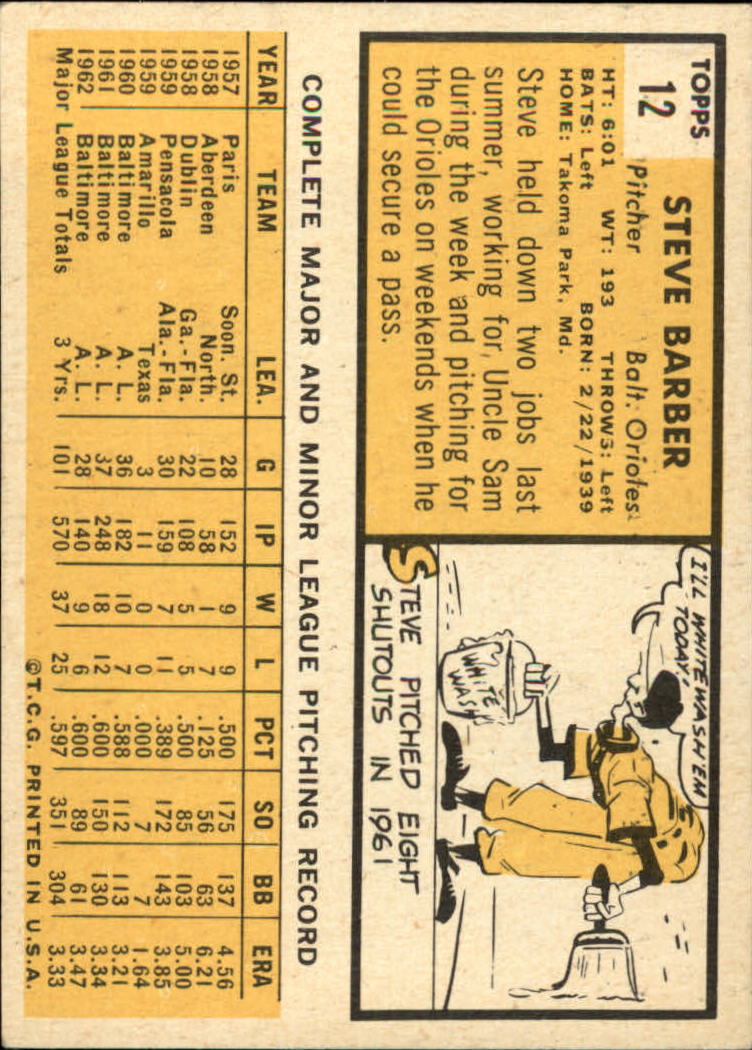 TOPPS
12
STEVE BARBER
Pitcher Balt. Orioles
HT: 6:01 WT: 193 THROWS: Left
BATS: Left BORN: 2/22/1939
HOME: Takoma Park, Md.
Steve held down two jobs last
summer, working for Uncle Sam
during the week and pitching for
the Orioles on weekends when he
could secure a pass.
I'LL WHITEWASH 'EM
TODAY!
WHITE
WASH
STEVE PITCHED EIGHT
SHUTOUTS IN 1961
COMPLETE MAJOR AND MINOR LEAGUE PITCHING RECORD
YEAR TEAM LEA. G IP W L PCT SO BB ERA
1957 Paris Soon. St. 28 152 9 9 .500 175 137 4.56
1958 Aberdeen North. 10 58 1 7 .125 56 63 6.21
1958 Dublin Ga.-Fla. 22 108 5 5 .500 85 103 5.00
1959 Pensacola Ala.-Fla. 30 159 7 11 .389 172 143 3.85
1959 Amarillo Texas 3 11 0 0 .000 7 7 1.64
1960 Baltimore A. L. 36 182 10 7 .588 112 113 3.21
1961 Baltimore A. L. 37 248 18 12 .600 150 130 3.34
1962 Baltimore A. L. 28 140 9 6 .600 89 61 3.47
Major League Totals 3 Yrs. 101 570 37 25 .597 351 304 3.33
©T.C.G. PRINTED IN U.S.A.